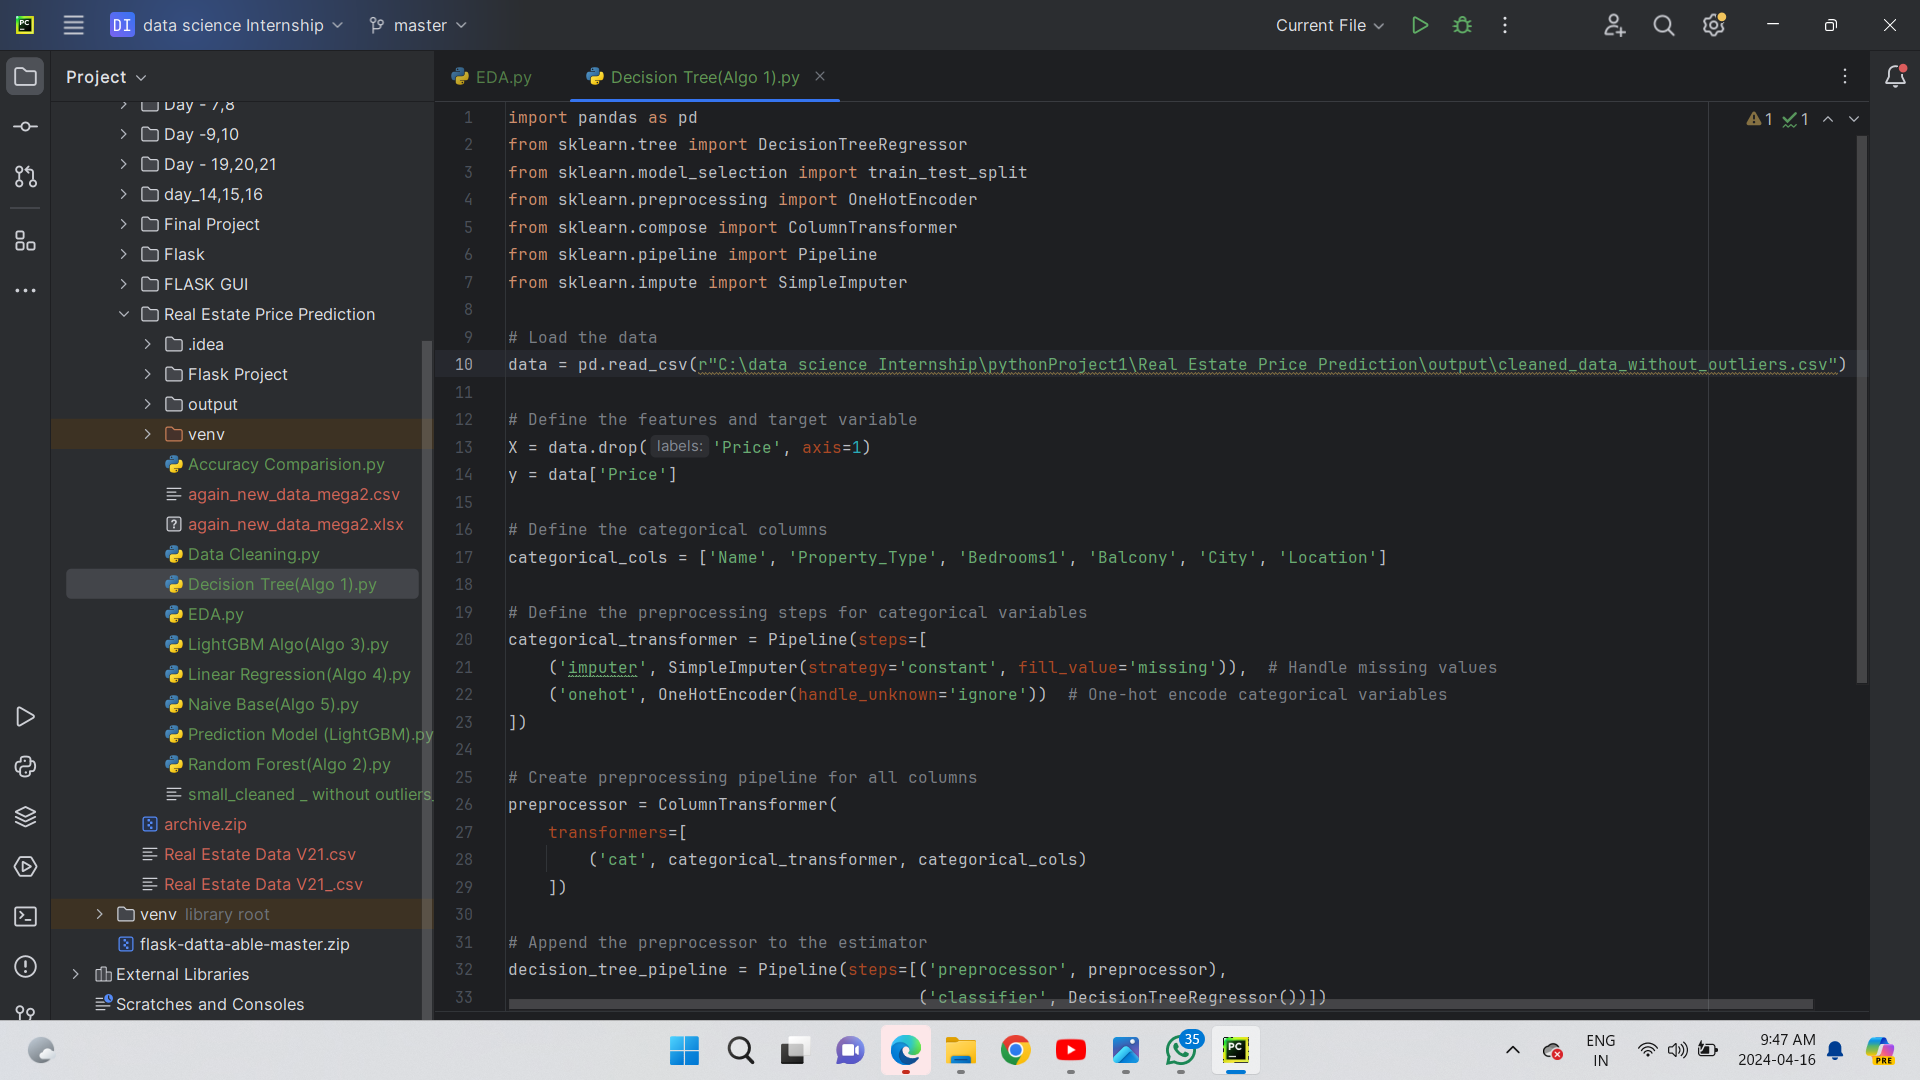 PC
DI data science Internship
master
Current File
Project
EDA.py
Decision Tree(Algo 1).py
Day - 7,8
Day -9,10
Day - 19,20,21
day_14,15,16
Final Project
Flask
FLASK GUI
Real Estate Price Prediction
.idea
Flask Project
output
venv
Accuracy Comparision.py
again_new_data_mega2.csv
again_new_data_mega2.xlsx
Data Cleaning.py
Decision Tree(Algo 1).py
EDA.py
LightGBM Algo(Algo 3).py
Linear Regression(Algo 4).py
Naive Base(Algo 5).py
Prediction Model (LightGBM).py
Random Forest(Algo 2).py
small_cleaned _ without outliers_
archive.zip
Real Estate Data V21.csv
Real Estate Data V21_.csv
venv library root
flask-datta-able-master.zip
External Libraries
Scratches and Consoles
1 1
1 import pandas as pd
2 from sklearn.tree import DecisionTreeRegressor
3 from sklearn.model_selection import train_test_split
4 from sklearn.preprocessing import OneHotEncoder
5 from sklearn.compose import ColumnTransformer
6 from sklearn.pipeline import Pipeline
7 from sklearn.impute import SimpleImputer
8
9 # Load the data
10 data = pd.read_csv(r"C:\data science Internship\pythonProject1\Real Estate Price Prediction\output\cleaned_data_without_outliers.csv")
11
12 # Define the features and target variable
13 X = data.drop( labels: 'Price', axis=1)
14 y = data['Price']
15
16 # Define the categorical columns
17 categorical_cols = ['Name', 'Property_Type', 'Bedrooms1', 'Balcony', 'City', 'Location']
18
19 # Define the preprocessing steps for categorical variables
20 categorical_transformer = Pipeline(steps=[
21 ('imputer', SimpleImputer(strategy='constant', fill_value='missing')), # Handle missing values
22 ('onehot', OneHotEncoder(handle_unknown='ignore')) # One-hot encode categorical variables
23 ])
24
25 # Create preprocessing pipeline for all columns
26 preprocessor = ColumnTransformer(
27 transformers=[
28 ('cat', categorical_transformer, categorical_cols)
29 ])
30
31 # Append the preprocessor to the estimator
32 decision_tree_pipeline = Pipeline(steps=[('preprocessor', preprocessor),
33 ('classifier', DecisionTreeRegressor())])
35
PC
ENG
IN
9:47 AM
2024-04-16
PRE